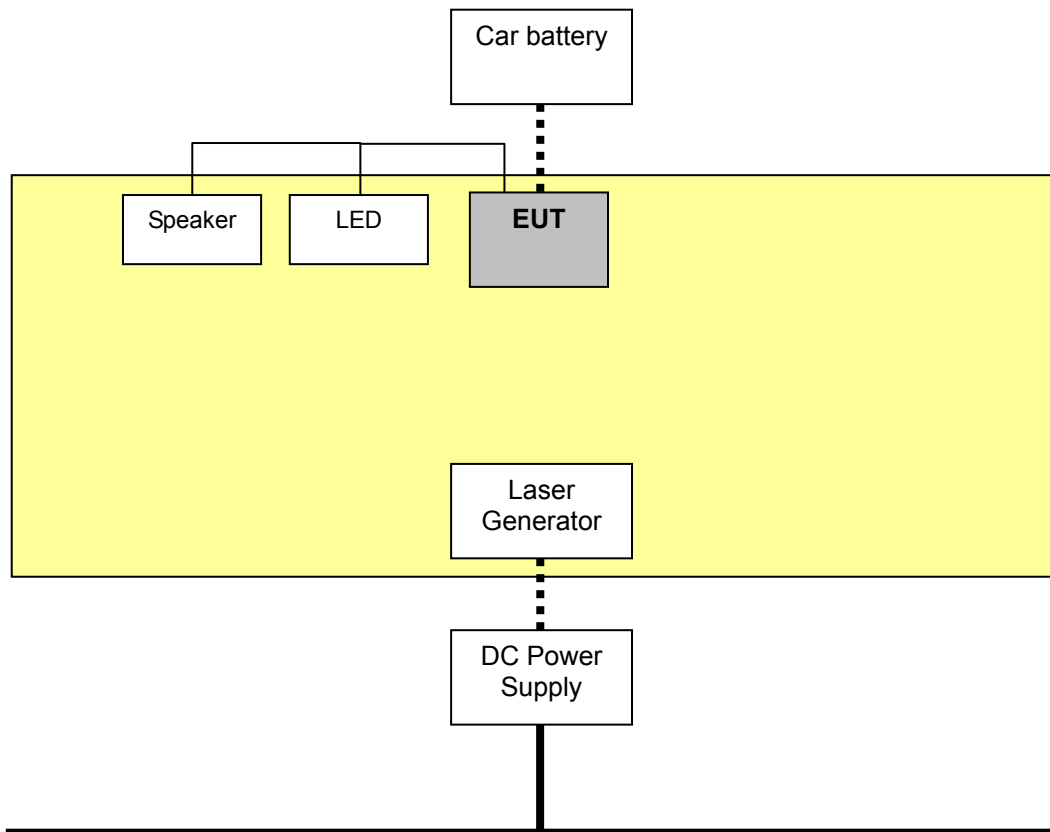 Car battery
Speaker
LED
EUT
Laser
Generator
DC Power
Supply